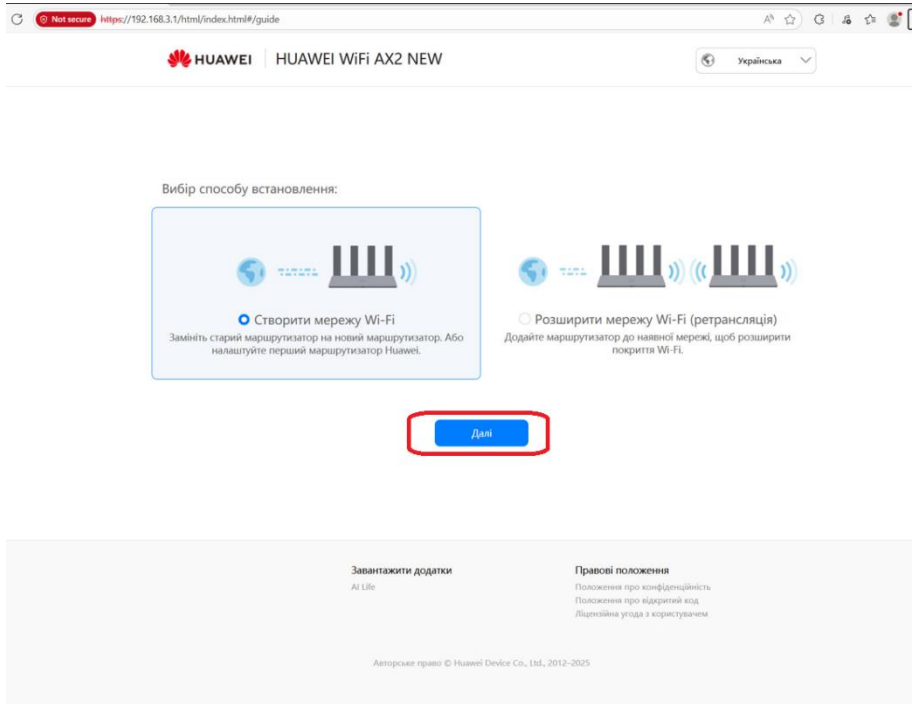 Not secure https://192.168.3.1/html/index.html#/guide
HUAWEI HUAWEI WiFi AX2 NEW
Українська
Вибір способу встановлення:
Створити мережу Wi-Fi
Замініть старий маршрутизатор на новий маршрутизатор. Або
налаштуйте перший маршрутизатор Huawei.
Розширити мережу Wi-Fi (ретрансляція)
Додайте маршрутизатор до наявної мережі, щоб розширити
покриття Wi-Fi.
Далі
Завантажити додатки
AI Life
Правові положення
Положення про конфіденційність
Положення про відкритий код
Ліцензійна угода з користувачем
Авторське право © Huawei Device Co., Ltd., 2012–2025